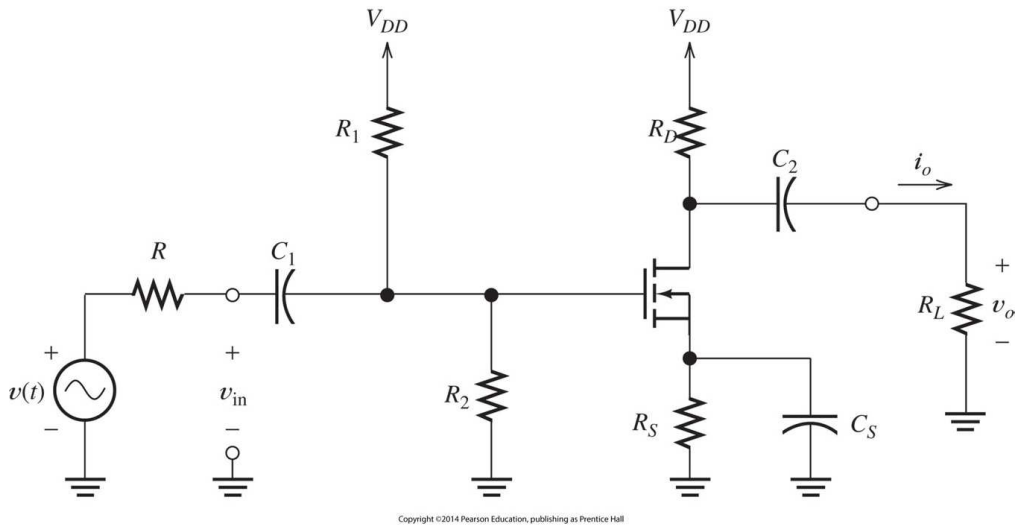 V_DD V_DD
R_1 R_D
C_2 i_o
R C_1
+
R_L v_o
−
+ +
v(t) v_in R_2 R_S C_S
− −
Copyright ©2014 Pearson Education, publishing as Prentice Hall